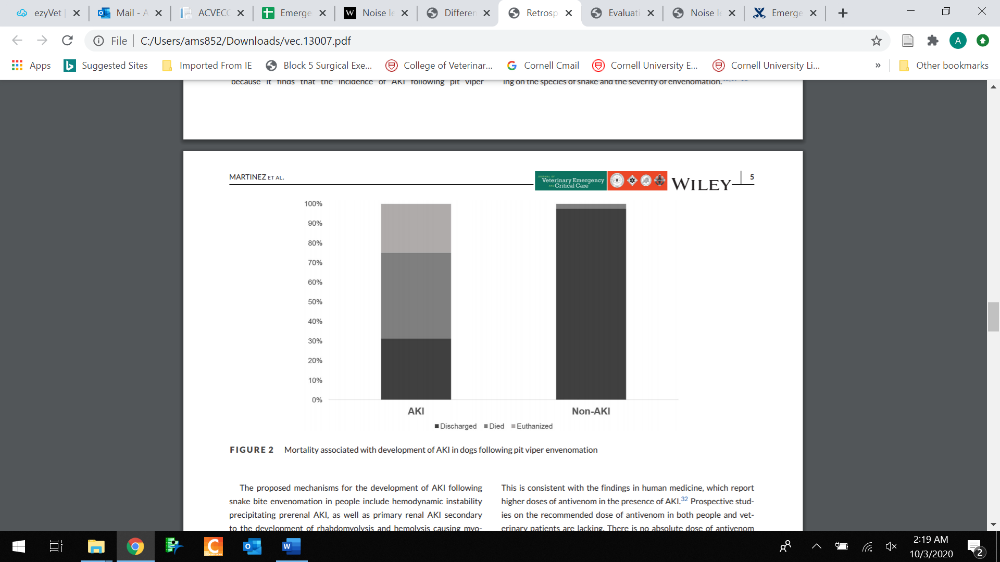 ezyVet
Mail - A
ACVECC
Emerge
Noise le
Differen
Retrosp
Evaluati
Noise le
Emerge
File
C:/Users/ams852/Downloads/vec.13007.pdf
A
Apps
Suggested Sites
Imported From IE
Block 5 Surgical Exe...
College of Veterinar...
Cornell Cmail
Cornell University E...
Cornell University Li...
»
Other bookmarks
because it finds that the incidence of AKI following pit viper
ing on the species of snake and the severity of envenomation.
MARTINEZ ET AL.
JOURNAL OF
Veterinary Emergency
AND Critical Care
WILEY
5
100%
90%
80%
70%
60%
50%
40%
30%
20%
10%
0%
AKI
Non-AKI
Discharged
Died
Euthanized
FIGURE 2 Mortality associated with development of AKI in dogs following pit viper envenomation
The proposed mechanisms for the development of AKI following
snake bite envenomation in people include hemodynamic instability
precipitating prerenal AKI, as well as primary renal AKI secondary
to the development of rhabdomyolysis and hemolysis causing myo-
This is consistent with the findings in human medicine, which report
higher doses of antivenom in the presence of AKI.32 Prospective stud-
ies on the recommended dose of antivenom in both people and vet-
erinary patients are lacking. There is no absolute dose of antivenom
2:19 AM
10/3/2020
2